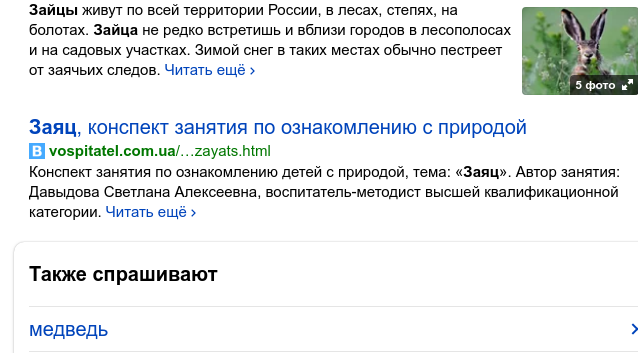 Зайцы живут по всей территории России, в лесах, степях, на
болотах. Зайца не редко встретишь и вблизи городов в лесополосах
и на садовых участках. Зимой снег в таких местах обычно пестреет
от заячьих следов. Читать ещё ›
5 фото
Заяц, конспект занятия по ознакомлению с природой
B vospitatel.com.ua/…zayats.html
Конспект занятия по ознакомлению детей с природой, тема: «Заяц». Автор занятия:
Давыдова Светлана Алексеевна, воспитатель-методист высшей квалификационной
категории. Читать ещё ›
Также спрашивают
медведь